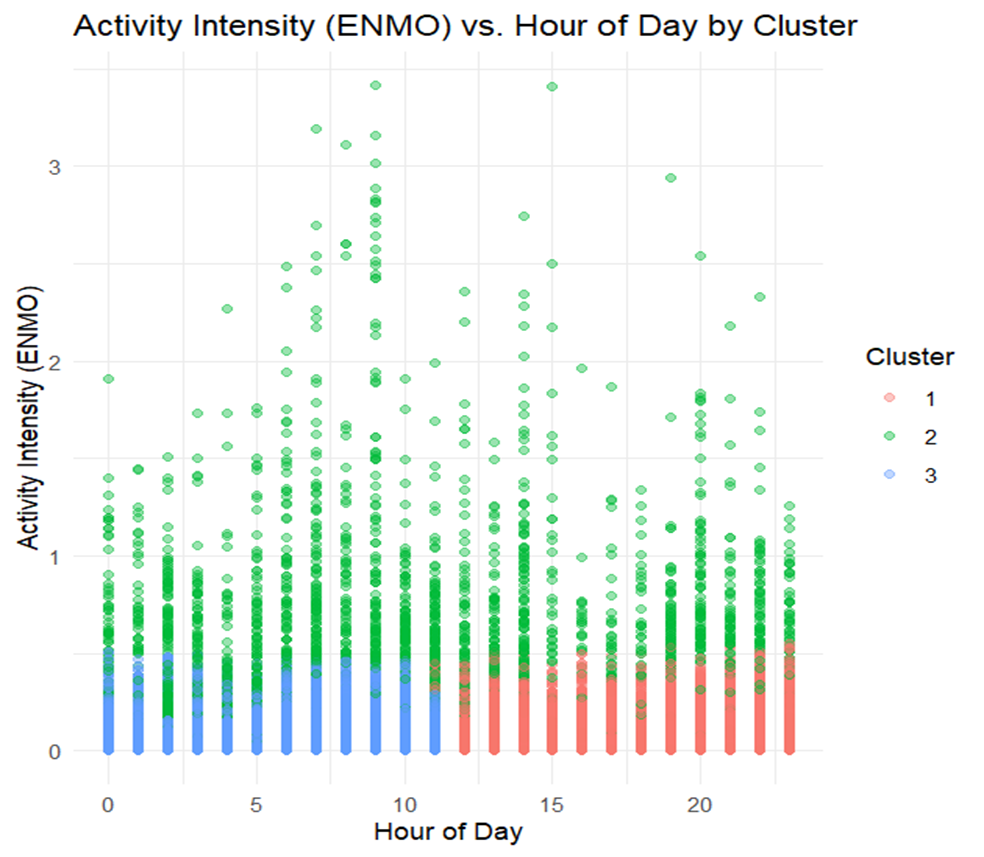 Activity Intensity (ENMO) vs. Hour of Day by Cluster
Activity Intensity (ENMO)
3
2
1
0
0 5 10 15 20
Hour of Day
Cluster
1
2
3